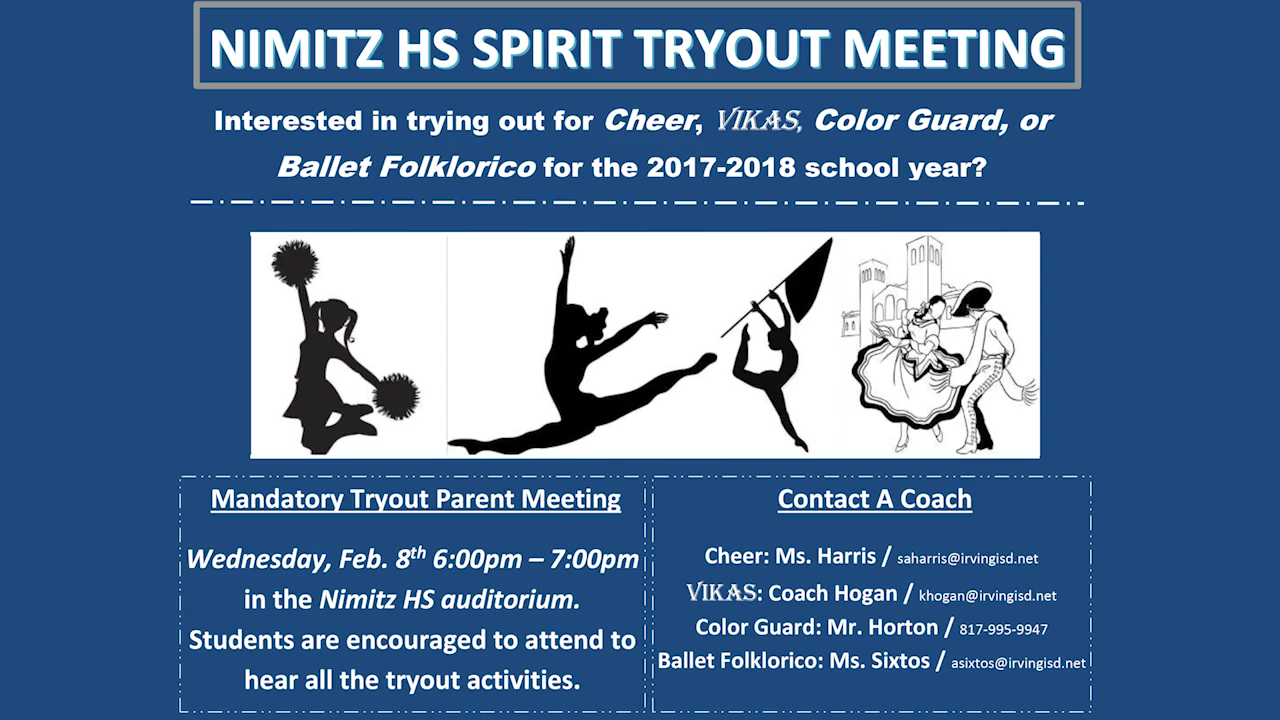 NIMITZ HS SPIRIT TRYOUT MEETING
Interested in trying out for Cheer, VIKAS, Color Guard, or
Ballet Folklorico for the 2017-2018 school year?
Mandatory Tryout Parent Meeting
Wednesday, Feb. 8th 6:00pm – 7:00pm
in the Nimitz HS auditorium.
Students are encouraged to attend to
hear all the tryout activities.
Contact A Coach
Cheer: Ms. Harris / saharris@irvingisd.net
VIKAS: Coach Hogan / khogan@irvingisd.net
Color Guard: Mr. Horton / 817-995-9947
Ballet Folklorico: Ms. Sixtos / asixtos@irvingisd.net